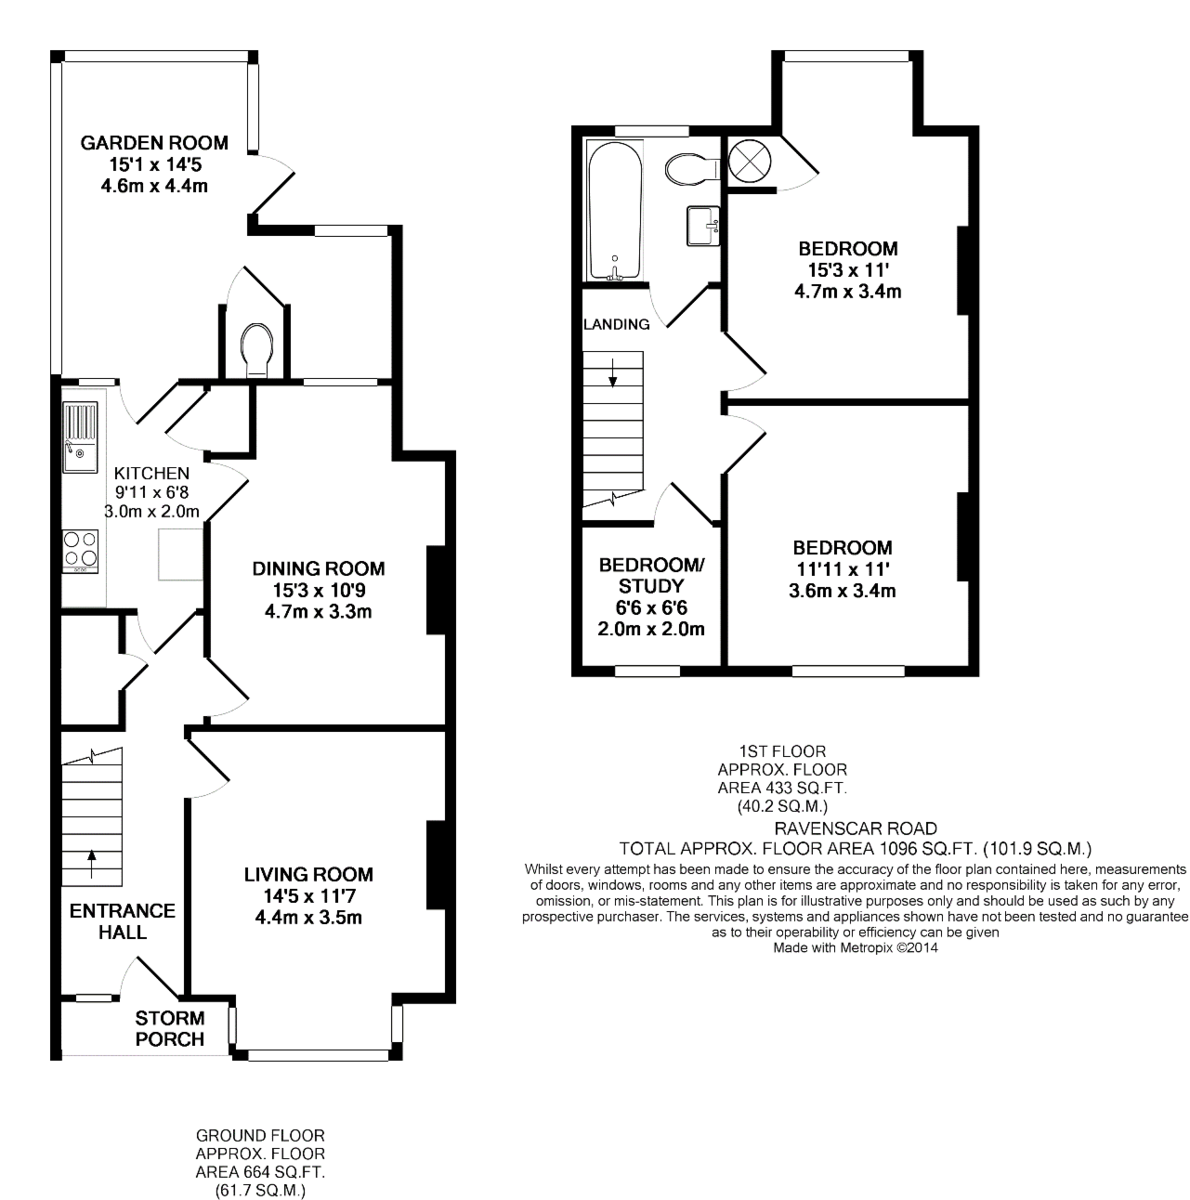 GARDEN ROOM
15'1 x 14'5
4.6m x 4.4m
KITCHEN
9'11 x 6'8
3.0m x 2.0m
DINING ROOM
15'3 x 10'9
4.7m x 3.3m
LIVING ROOM
14'5 x 11'7
4.4m x 3.5m
ENTRANCE
HALL
STORM
PORCH
GROUND FLOOR
APPROX. FLOOR
AREA 664 SQ.FT.
(61.7 SQ.M.)
BEDROOM
15'3 x 11'
4.7m x 3.4m
LANDING
BEDROOM
11'11 x 11'
3.6m x 3.4m
BEDROOM/
STUDY
6'6 x 6'6
2.0m x 2.0m
1ST FLOOR
APPROX. FLOOR
AREA 433 SQ.FT.
(40.2 SQ.M.)
RAVENSCAR ROAD
TOTAL APPROX. FLOOR AREA 1096 SQ.FT. (101.9 SQ.M.)
Whilst every attempt has been made to ensure the accuracy of the floor plan contained here, measurements
of doors, windows, rooms and any other items are approximate and no responsibility is taken for any error,
omission, or mis-statement. This plan is for illustrative purposes only and should be used as such by any
prospective purchaser. The services, systems and appliances shown have not been tested and no guarantee
as to their operability or efficiency can be given
Made with Metropix ©2014